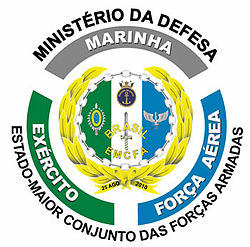 MINISTÉRIO DA DEFESA
MARINHA
EXÉRCITO
FORÇA AÉREA
BRASIL
EMCFA
25 AGO 2010
ESTADO-MAIOR CONJUNTO DAS FORÇAS ARMADAS